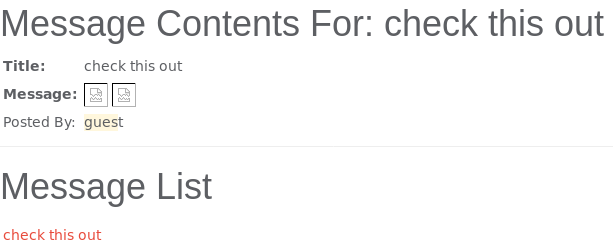 Message Contents For: check this out
Title: check this out
Message:
Posted By: guest
Message List
check this out